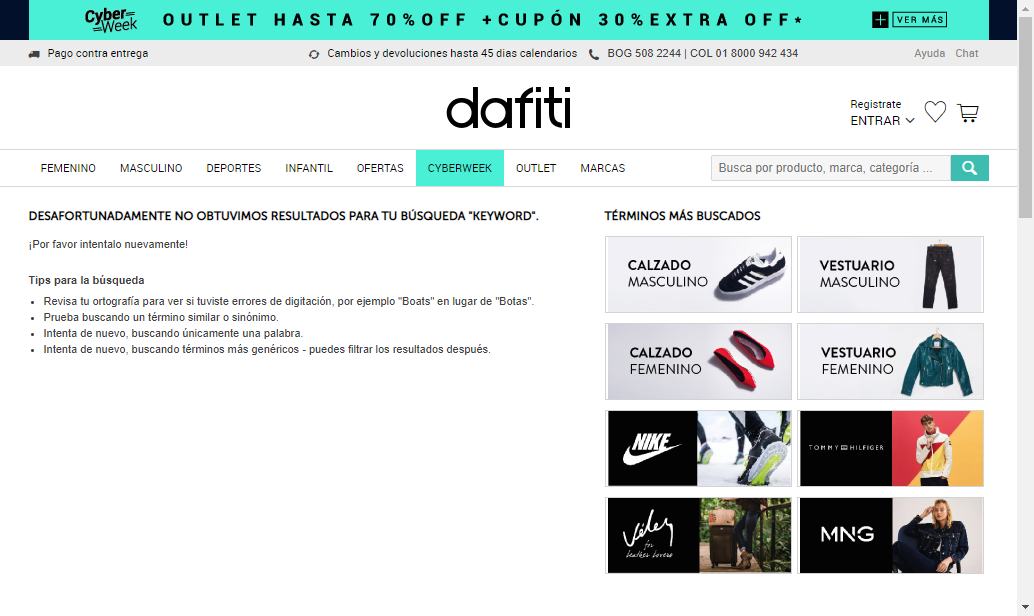 Cyber Week
OUTLET HASTA 70%OFF +CUPÓN 30%EXTRA OFF*
+ VER MÁS
Pago contra entrega
Cambios y devoluciones hasta 45 dias calendarios
BOG 508 2244 | COL 01 8000 942 434
Ayuda Chat
dafiti
Registrate
ENTRAR
FEMENINO MASCULINO DEPORTES INFANTIL OFERTAS CYBERWEEK OUTLET MARCAS
Busca por producto, marca, categoría ...
DESAFORTUNADAMENTE NO OBTUVIMOS RESULTADOS PARA TU BÚSQUEDA "KEYWORD".
¡Por favor intentalo nuevamente!
Tips para la búsqueda
• Revisa tu ortografía para ver si tuviste errores de digitación, por ejemplo "Boats" en lugar de "Botas".
• Prueba buscando un término similar o sinónimo.
• Intenta de nuevo, buscando únicamente una palabra.
• Intenta de nuevo, buscando términos más genéricos - puedes filtrar los resultados después.
TÉRMINOS MÁS BUSCADOS
CALZADO
MASCULINO
VESTUARIO
MASCULINO
CALZADO
FEMENINO
VESTUARIO
FEMENINO
NIKE
TOMMY HILFIGER
Vélez
for
Leather Lovers
MNG